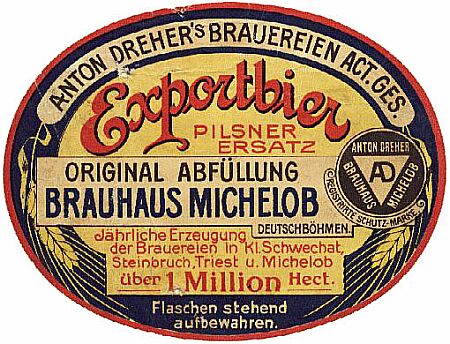 ANTON DREHER'S BRAUEREIEN ACT. GES.
Exportbier
PILSNER
ERSATZ
ORIGINAL ABFÜLLUNG
BRAUHAUS MICHELOB
DEUTSCHBÖHMEN.
ANTON DREHER
AD
BRAUHAUS MICHELOB
REGISTRIRTE SCHUTZ-MARKE
Jährliche Erzeugung
der Brauereien in Kl. Schwechat,
Steinbruch, Triest u. Michelob
über 1 Million Hect.
Flaschen stehend
aufbewahren.